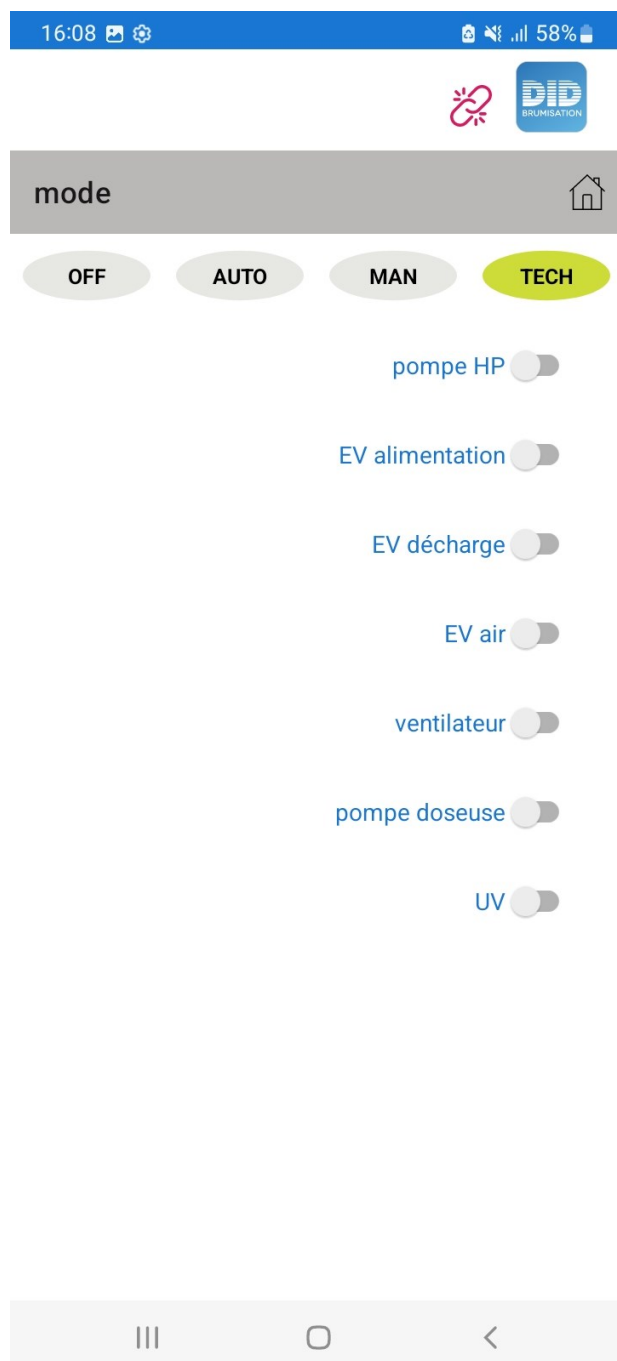 16:08 58%
DID
BRUMISATION
mode
OFF AUTO MAN TECH
pompe HP
EV alimentation
EV décharge
EV air
ventilateur
pompe doseuse
UV